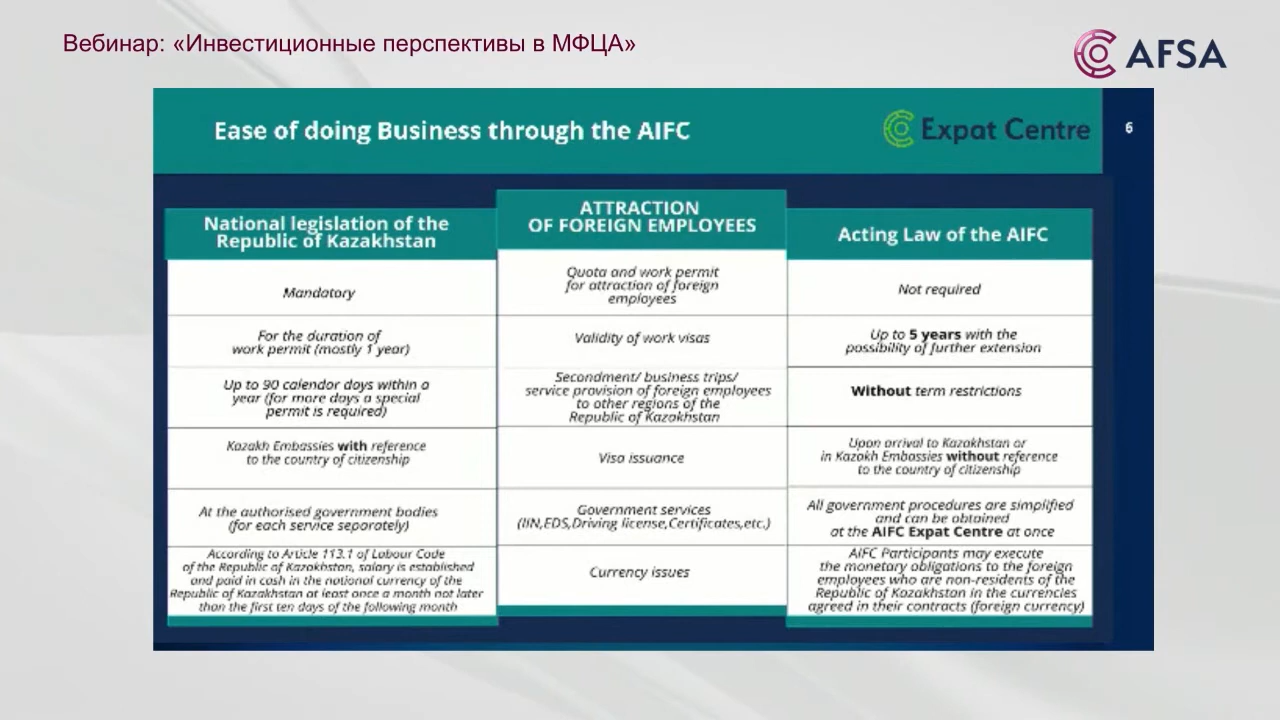 Вебинар: «Инвестиционные перспективы в МФЦА»
AFSA
Ease of doing Business through the AIFC
Expat Centre
6
National legislation of the
Republic of Kazakhstan
ATTRACTION
OF FOREIGN EMPLOYEES
Acting Law of the AIFC
Mandatory
Quota and work permit
for attraction of foreign
employees
Not required
For the duration of
work permit (mostly 1 year)
Validity of work visas
Up to 5 years with the
possibility of further extension
Up to 90 calendor days within a
year (for more days a special
permit is required)
Secondment/ business trips/
service provision of foreign employees
to other regions of the
Republic of Kazakhstan
Without term restrictions
Kazakh Embassies with reference
to the country of citizenship
Visa issuance
Upon arrival to Kazakhstan or
in Kazakh Embassies without reference
to the country of citizenship
At the authorised government bodies
(for each service separately)
Government services
(IIN,EDS,Driving license,Certificates,etc.)
All government procedures are simplified
and can be obtained
at the AIFC Expat Centre at once
According to Article 113.1 of Labour Code
of the Republic of Kazakhstan, salary is established
and paid in cash in the national currency of the
Republic of Kazakhstan at least once a month not later
than the first ten days of the following month
Currency issues
AIFC Participants may execute
the monetary obligations to the foreign
employees who are non-residents of the
Republic of Kazakhstan in the currencies
agreed in their contracts (foreign currency)